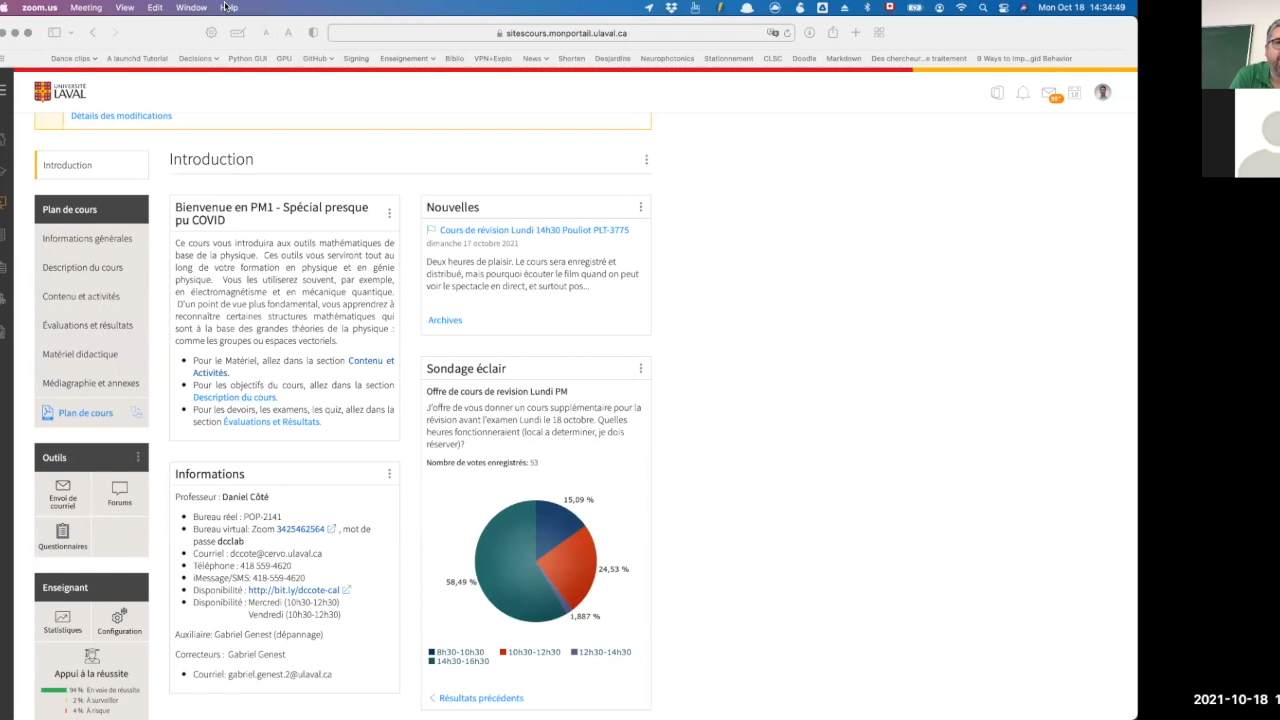 zoom.us Meeting View Edit Window Help Mon Oct 18 14:34:49
sitescours.monportail.ulaval.ca
Dance clips A launchd Tutorial Decisions Python GUI GPU GitHub Signing Enseignement Biblio VPN+Explo News Shorten Desjardins Neurophotonics Stationnement CLSC Doodle Markdown Des chercheur...e traitement 9 Ways to Imp...gid Behavior
UNIVERSITÉ
LAVAL
18
Détails des modifications
Introduction
Introduction
Plan de cours
Informations générales
Description du cours
Contenu et activités
Évaluations et résultats
Matériel didactique
Médiagraphie et annexes
Plan de cours
Outils
Envoi de
courriel
Forums
Questionnaires
Enseignant
Statistiques
Configuration
Appui à la réussite
94 % En voie de réussite
2 % À surveiller
4 % À risque
Bienvenue en PM1 - Spécial presque
pu COVID
Ce cours vous introduira aux outils mathématiques de
base de la physique. Ces outils vous serviront tout au
long de votre formation en physique et en génie
physique. Vous les utiliserez souvent, par exemple,
en électromagnétisme et en mécanique quantique.
D'un point de vue plus fondamental, vous apprendrez à
reconnaître certaines structures mathématiques qui
sont à la base des grandes théories de la physique :
comme les groupes ou espaces vectoriels.
Pour le Matériel, allez dans la section Contenu et
Activités.
Pour les objectifs du cours, allez dans la section
Description du cours.
Pour les devoirs, les examens, les quiz, allez dans la
section Évaluations et Résultats.
Informations
Professeur : Daniel Côté
Bureau réel : POP-2141
Bureau virtual: Zoom 3425462564 , mot de
passe dcclab
Courriel : dccote@cervo.ulaval.ca
Téléphone : 418 559-4620
iMessage/SMS: 418-559-4620
Disponibilité : http://bit.ly/dccote-cal
Disponibilité : Mercredi (10h30-12h30)
Vendredi (10h30-12h30)
Auxiliaire: Gabriel Genest (dépannage)
Correcteurs : Gabriel Genest
Courriel: gabriel.genest.2@ulaval.ca
Nouvelles
Cours de révision Lundi 14h30 Pouliot PLT-3775
dimanche 17 octobre 2021
Deux heures de plaisir. Le cours sera enregistré et
distribué, mais pourquoi écouter le film quand on peut
voir le spectacle en direct, et surtout pos...
Archives
Sondage éclair
Offre de cours de revision Lundi PM
J'offre de vous donner un cours supplémentaire pour la
révision avant l'examen Lundi le 18 octobre. Quelles
heures fonctionneraient (local a determiner, je dois
réserver)?
Nombre de votes enregistrés: 53
15,09 %
24,53 %
58,49 %
1,887 %
8h30-10h30 10h30-12h30 12h30-14h30
14h30-16h30
Résultats précédents
2021-10-18 1